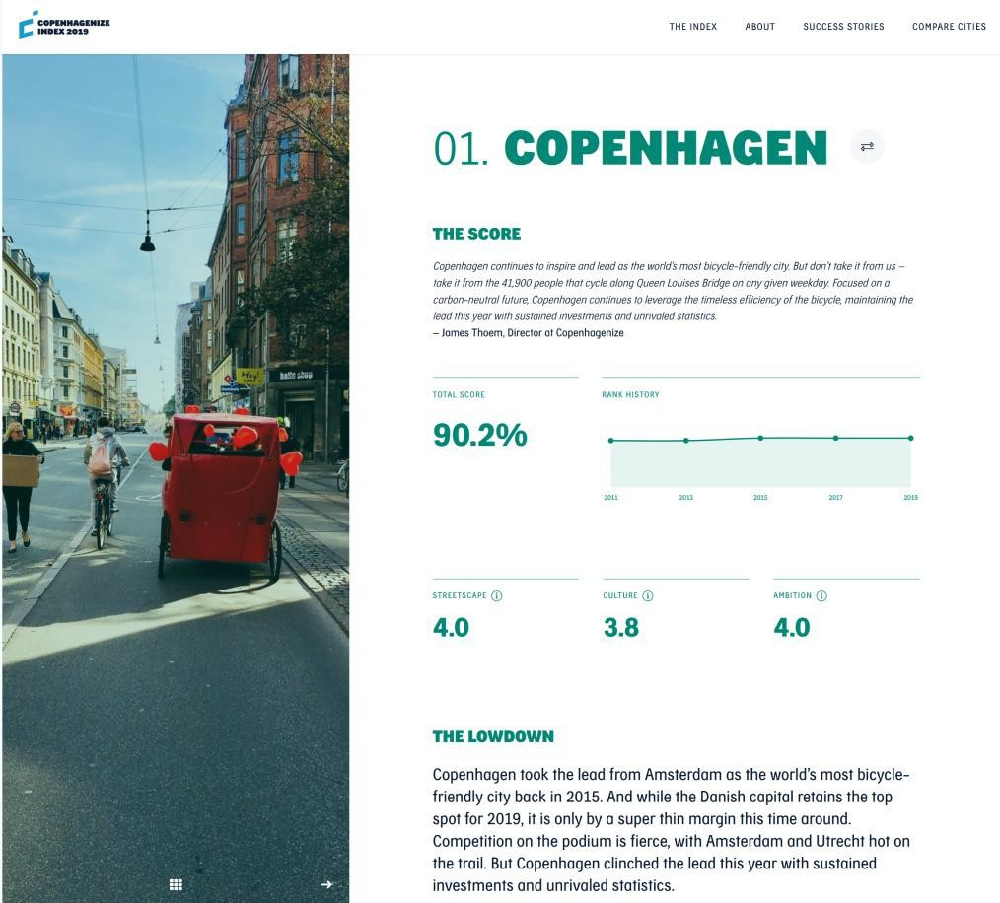 COPENHAGENIZE
INDEX 2019
THE INDEX
ABOUT
SUCCESS STORIES
COMPARE CITIES
Hey!
baffe shop
01. COPENHAGEN
THE SCORE
Copenhagen continues to inspire and lead as the world's most bicycle-friendly city. But don't take it from us –
take it from the 41,900 people that cycle along Queen Louises Bridge on any given weekday. Focused on a
carbon-neutral future, Copenhagen continues to leverage the timeless efficiency of the bicycle, maintaining the
lead this year with sustained investments and unrivaled statistics.
– James Thoem, Director at Copenhagenize
TOTAL SCORE
90.2%
RANK HISTORY
2011
2013
2015
2017
2019
STREETSCAPE
4.0
CULTURE
3.8
AMBITION
4.0
THE LOWDOWN
Copenhagen took the lead from Amsterdam as the world's most bicycle-
friendly city back in 2015. And while the Danish capital retains the top
spot for 2019, it is only by a super thin margin this time around.
Competition on the podium is fierce, with Amsterdam and Utrecht hot on
the trail. But Copenhagen clinched the lead this year with sustained
investments and unrivaled statistics.